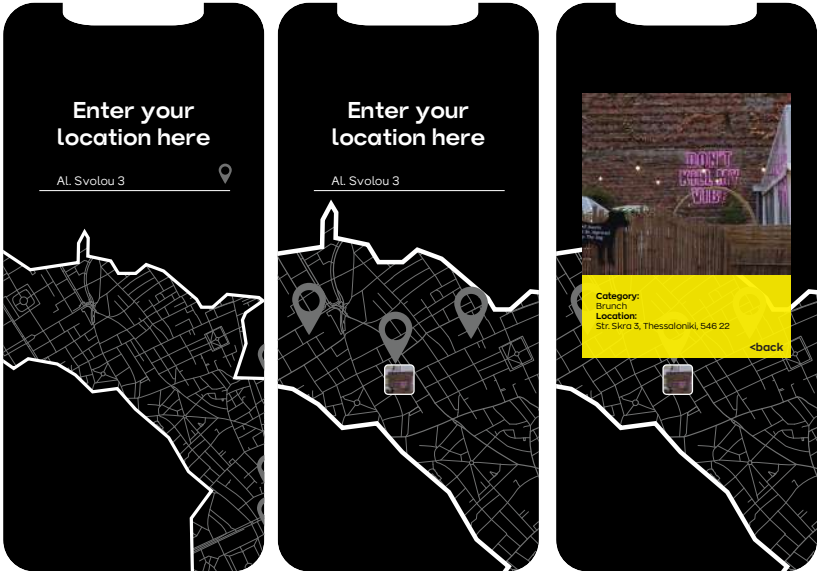 Enter your
location here
Al. Svolou 3
Enter your
location here
Al. Svolou 3
DON'T
KILL MY
VIBE
Category:
Brunch
Location:
Str. Skra 3, Thessaloniki, 546 22
<back